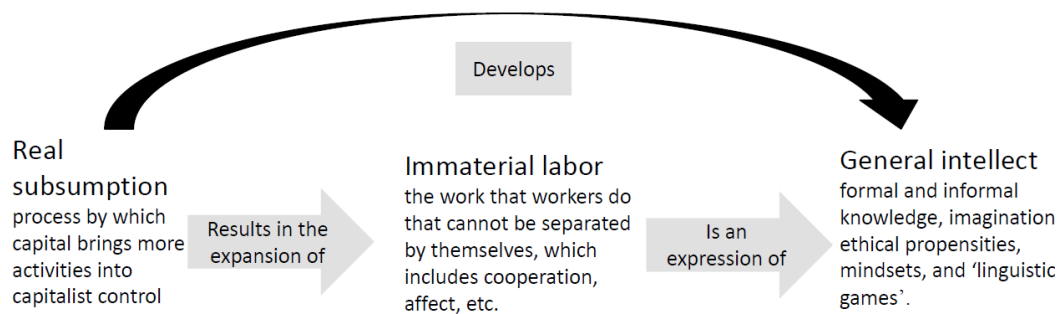 Develops
Real
subsumption
process by which
capital brings more
activities into
capitalist control
Results in the
expansion of
Immaterial labor
the work that workers do
that cannot be separated
by themselves, which
includes cooperation,
affect, etc.
Is an
expression of
General intellect
formal and informal
knowledge, imagination
ethical propensities,
mindsets, and ‘linguistic
games’.